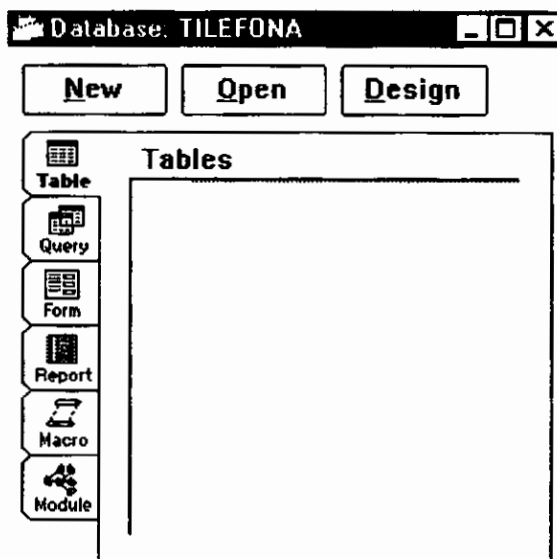 Database: TILEFONA
New Open Design
Tables
Table
Query
Form
Report
Macro
Module